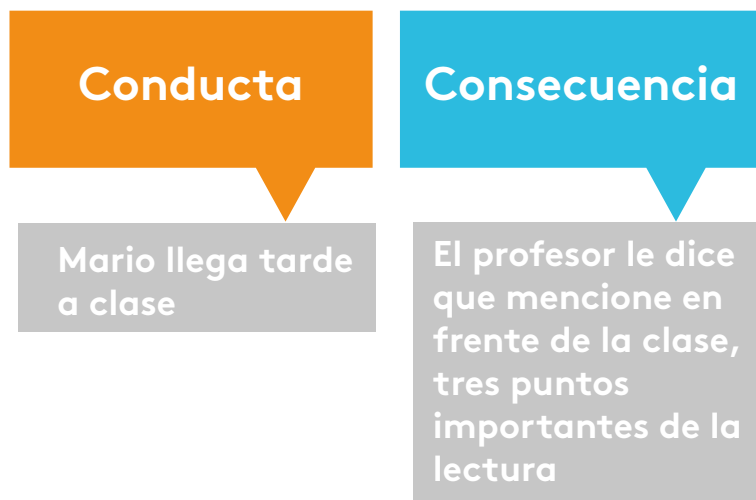 Conducta
Consecuencia
Mario llega tarde
a clase
El profesor le dice
que mencione en
frente de la clase,
tres puntos
importantes de la
lectura